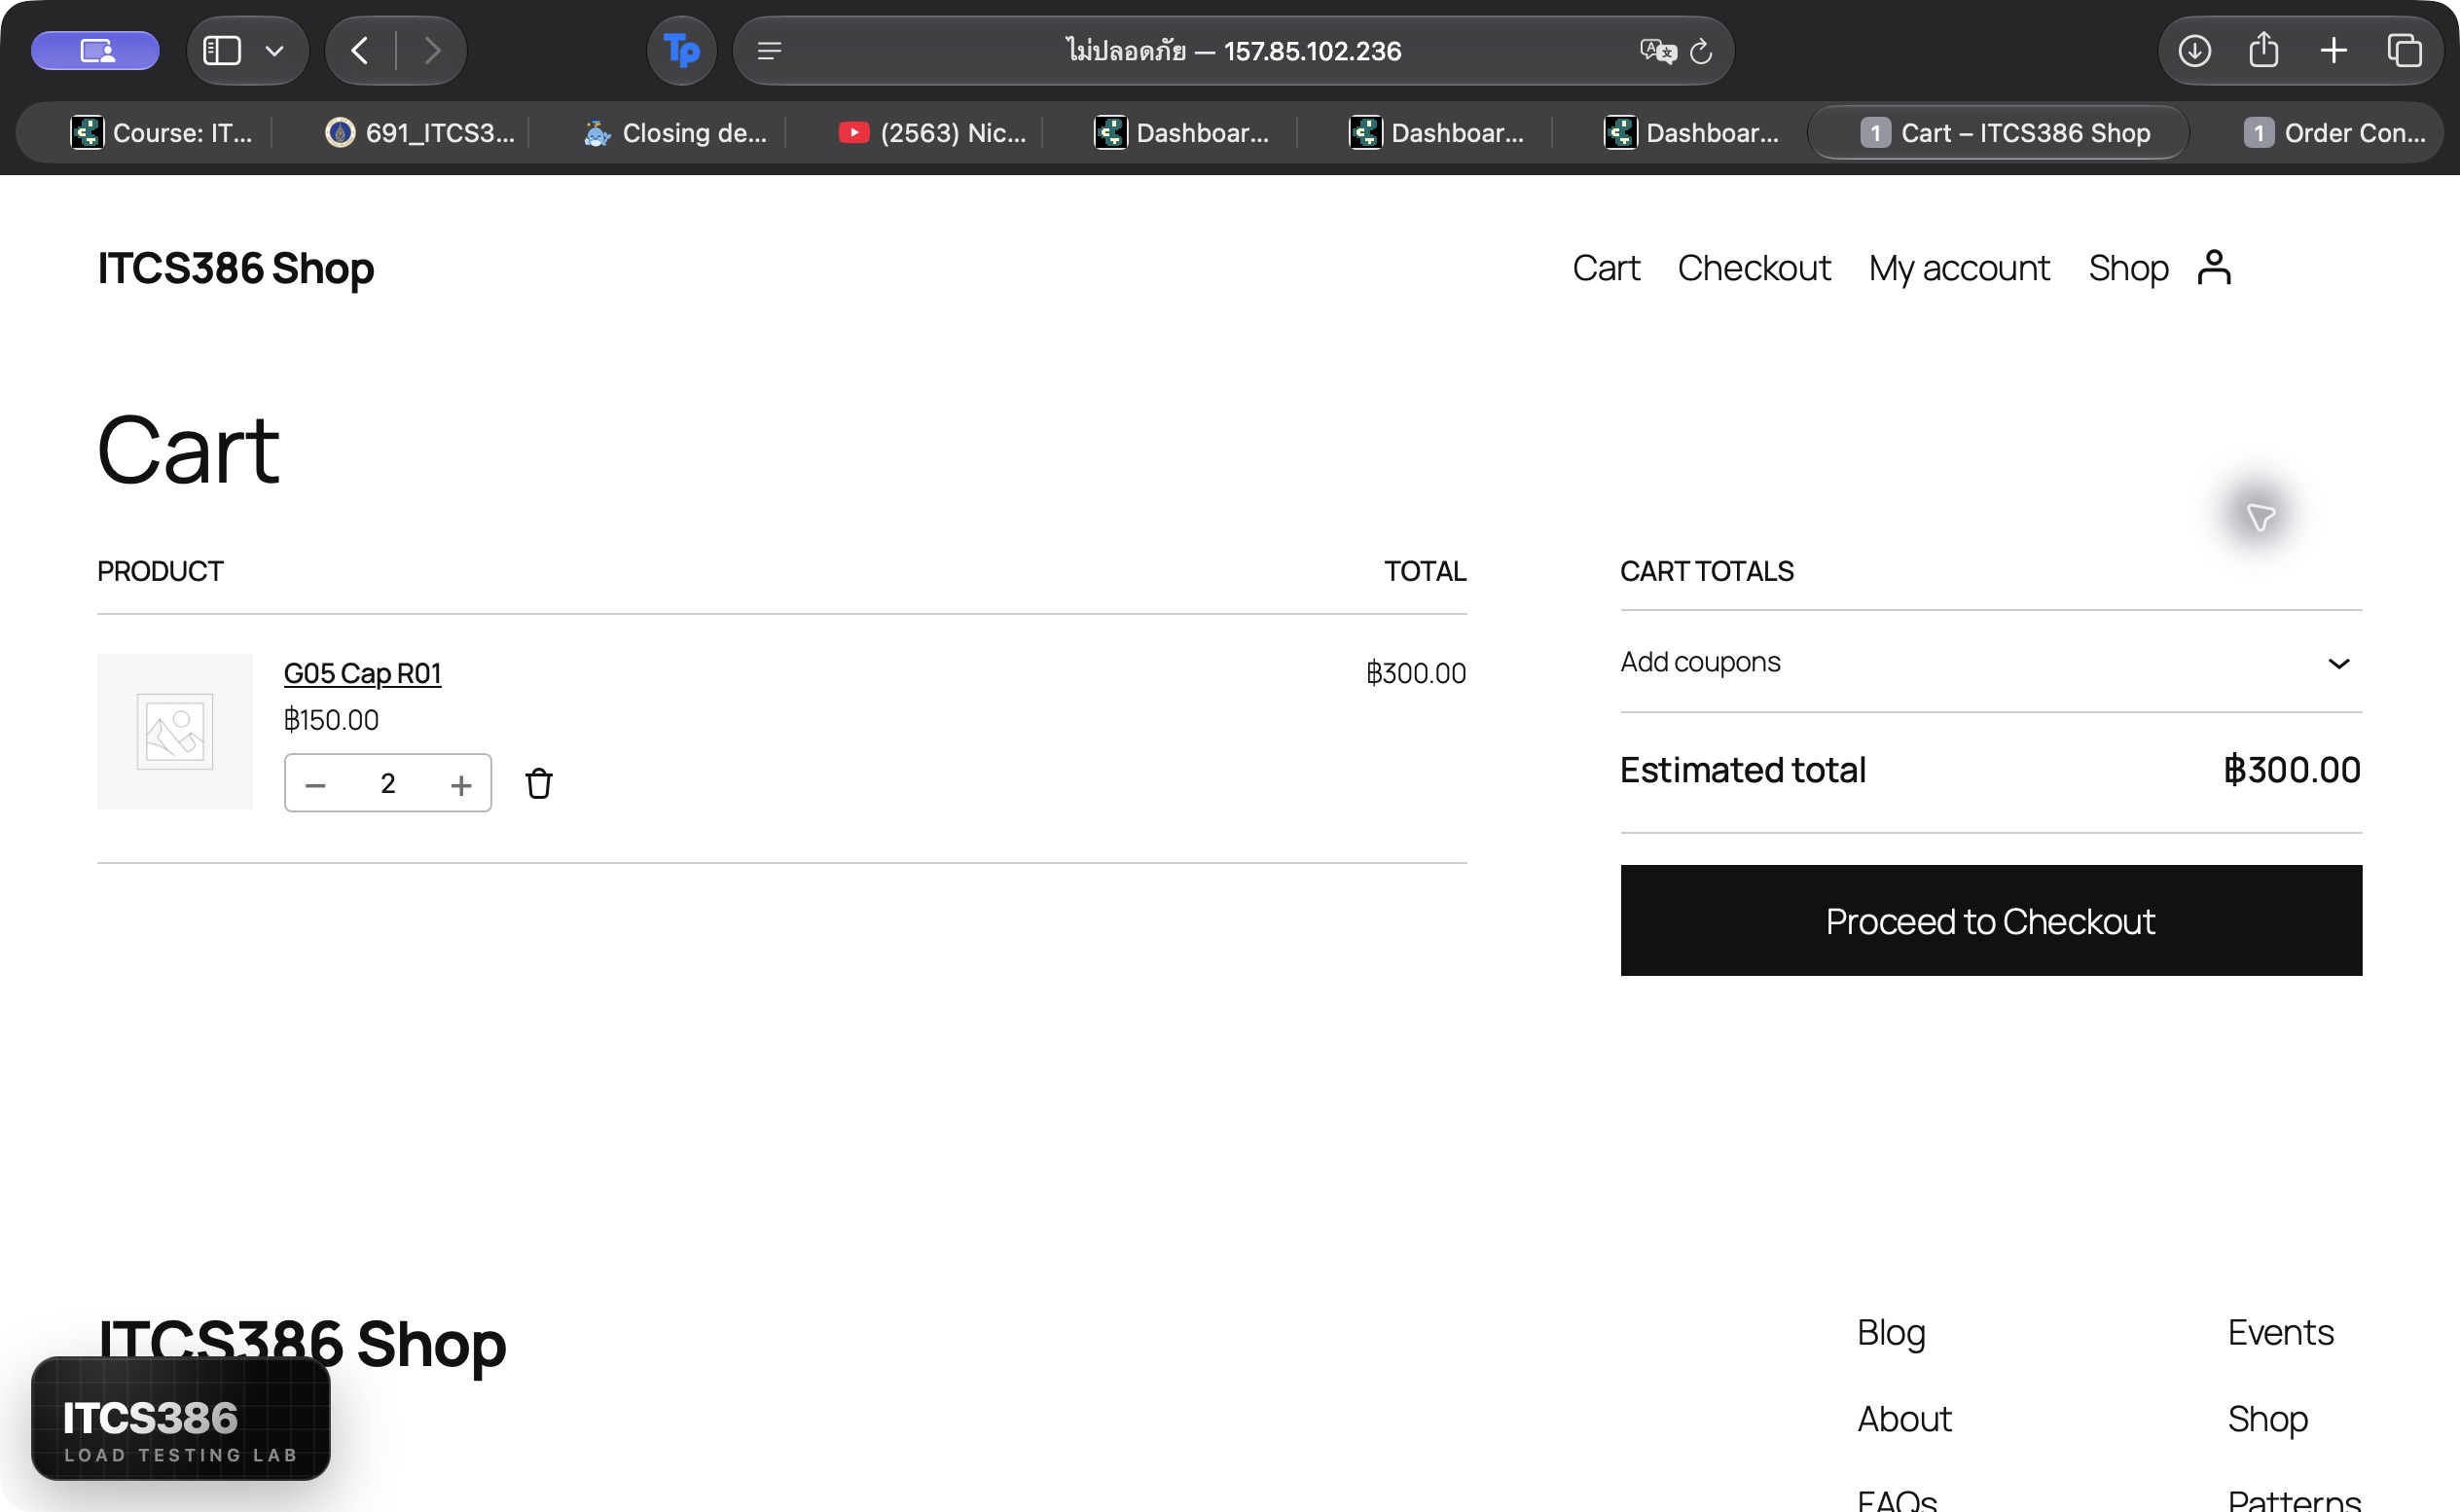 ไม่ปลอดภัย — 157.85.102.236
Course: IT...
691_ITCS3...
Closing de...
(2563) Nic...
Dashboar...
Dashboar...
Dashboar...
1 Cart – ITCS386 Shop
1 Order Con...
ITCS386 Shop
Cart Checkout My account Shop
Cart
PRODUCT TOTAL
G05 Cap R01 ฿300.00
฿150.00
2
CART TOTALS
Add coupons
Estimated total ฿300.00
Proceed to Checkout
ITCS386 Shop
Blog Events
About Shop
FAQs Patterns
ITCS386
LOAD TESTING LAB